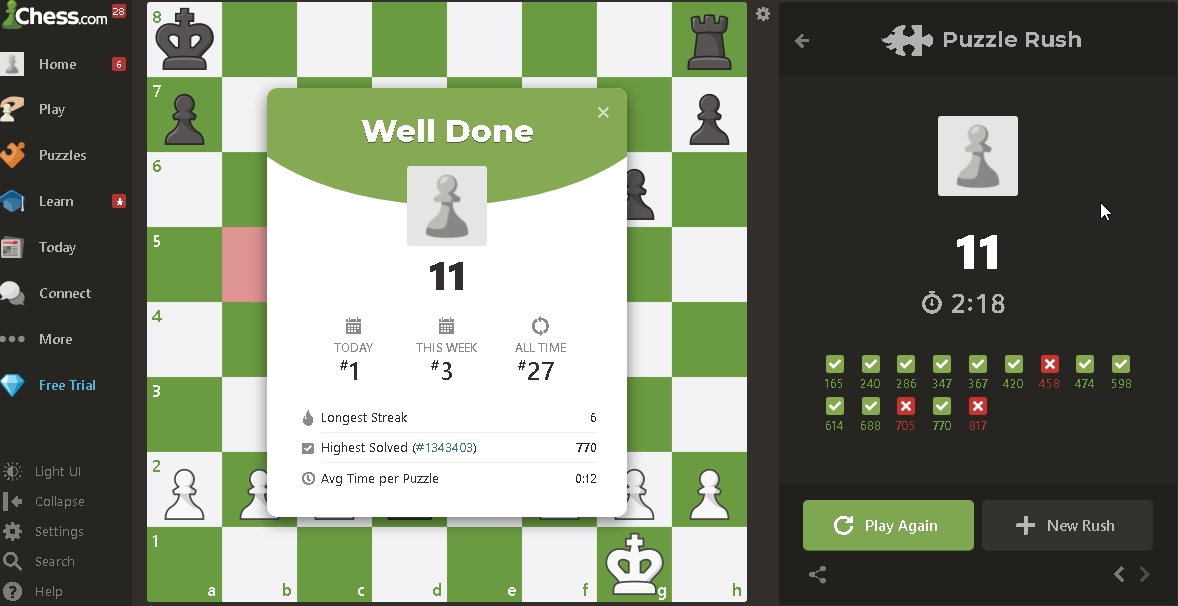 Chess.com 28
Home 6
Play
Puzzles
Learn
Today
Connect
More
Free Trial
Light UI
Collapse
Settings
Search
Help
8
7
6
5
4
3
2
1
a b c d e f g h
Well Done
11
TODAY THIS WEEK ALL TIME
#1 #3 #27
Longest Streak 6
Highest Solved (#1343403) 770
Avg Time per Puzzle 0:12
Puzzle Rush
11
2:18
165 240 286 347 367 420 458 474 598
614 688 705 770 817
Play Again
New Rush